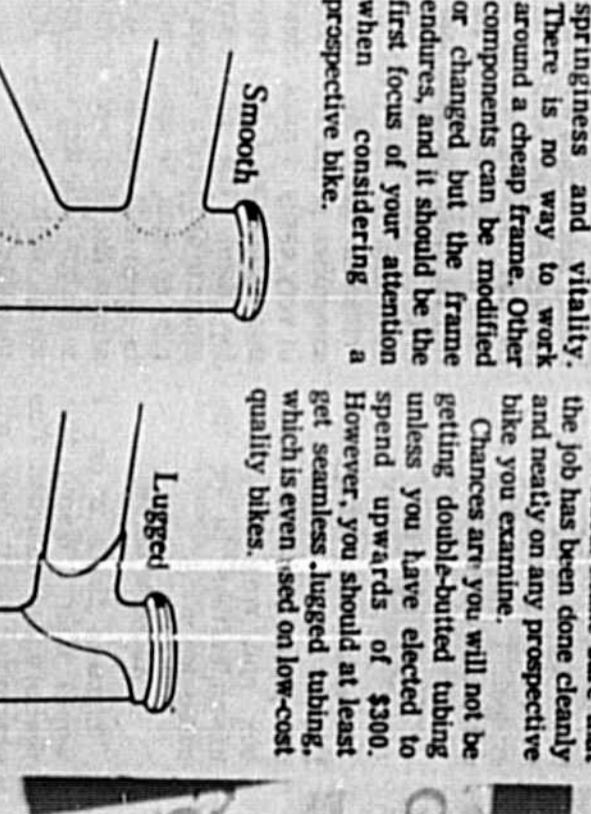 springiness and vitality.
There is no way to work
around a cheap frame. Other
components can be modified
or changed but the frame
endures, and it should be the
first focus of your attention
when considering a
prospective bike.
Smooth
the job has been done cleanly
and neatly on any prospective
bike you examine.
Chances are you will not be
getting double-butted tubing
unless you have elected to
spend upwards of $300.
However, you should at least
get seamless .lugged tubing,
which is even sed on low-cost
quality bikes.
Lugged